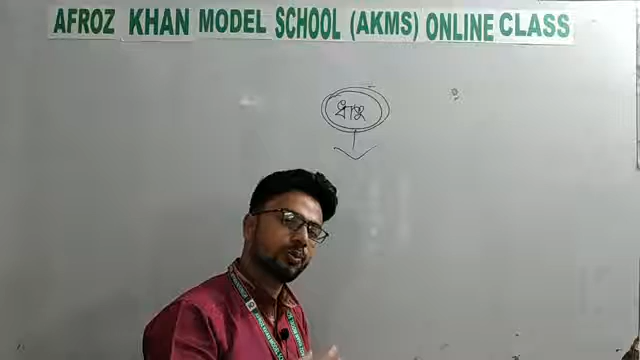 AFROZ KHAN MODEL SCHOOL (AKMS) ONLINE CLASS
ধাতু